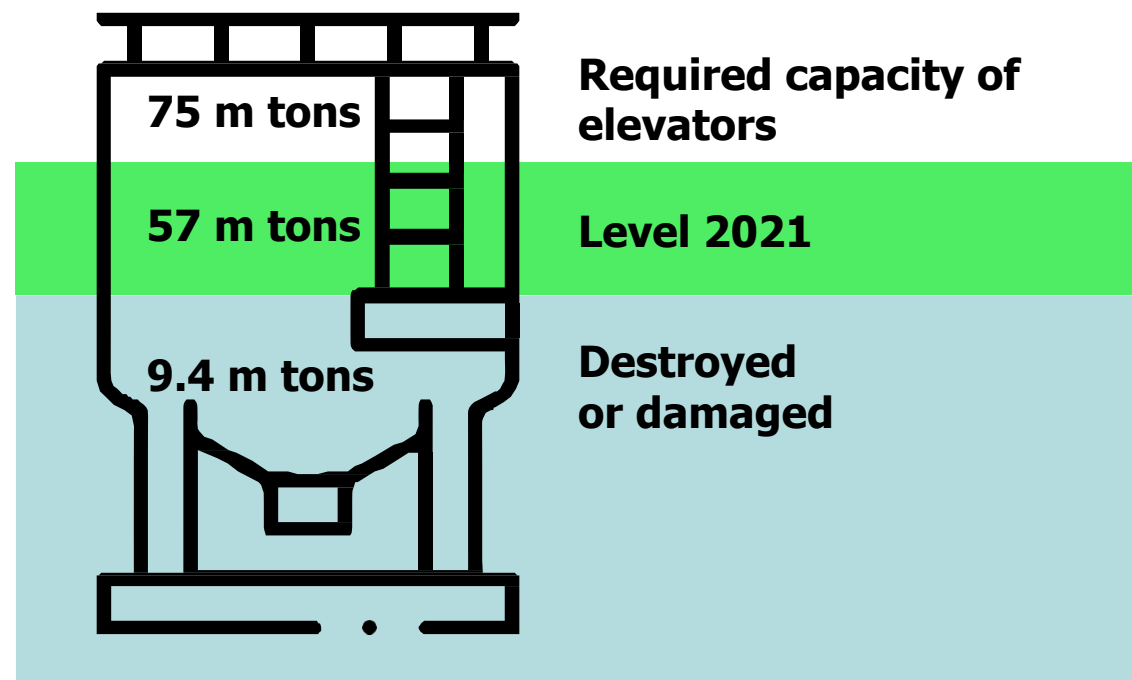 75 m tons
Required capacity of
elevators
57 m tons
Level 2021
9.4 m tons
Destroyed
or damaged